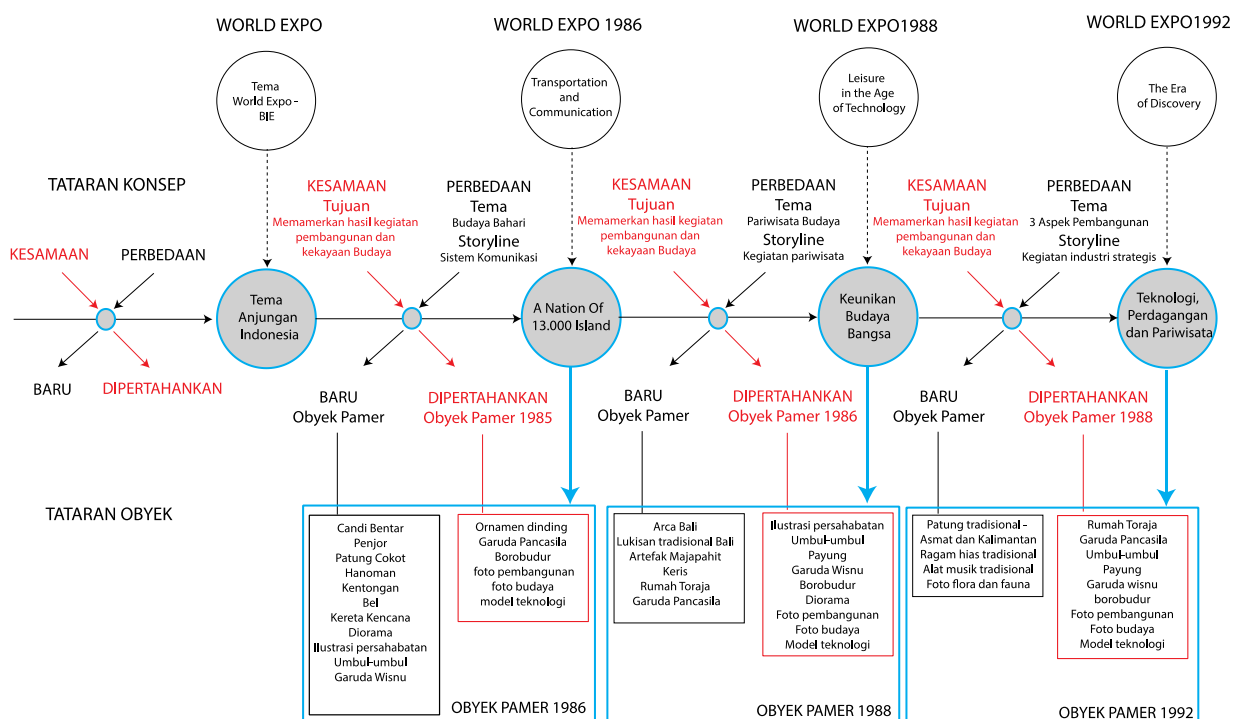 WORLD EXPO
WORLD EXPO 1986
WORLD EXPO1988
WORLD EXPO1992
Tema
World Expo –
BIE
Transportation
and
Communication
Leisure
in the Age
of Technology
The Era
of Discovery
TATARAN KONSEP
KESAMAAN
PERBEDAAN
BARU
DIPERTAHANKAN
Tema
Anjungan
Indonesia
KESAMAAN
Tujuan
Memamerkan hasil kegiatan
pembangunan dan
kekayaan Budaya
PERBEDAAN
Tema
Budaya Bahari
Storyline
Sistem Komunikasi
BARU
Obyek Pamer
DIPERTAHANKAN
Obyek Pamer 1985
A Nation Of
13.000 Island
KESAMAAN
Tujuan
Memamerkan hasil kegiatan
pembangunan dan
kekayaan Budaya
PERBEDAAN
Tema
Pariwisata Budaya
Storyline
Kegiatan pariwisata
BARU
Obyek Pamer
DIPERTAHANKAN
Obyek Pamer 1986
Keunikan
Budaya
Bangsa
KESAMAAN
Tujuan
Memamerkan hasil kegiatan
pembangunan dan
kekayaan Budaya
PERBEDAAN
Tema
3 Aspek Pembangunan
Storyline
Kegiatan industri strategis
BARU
Obyek Pamer
DIPERTAHANKAN
Obyek Pamer 1988
Teknologi,
Perdagangan
dan Pariwisata
TATARAN OBYEK
Candi Bentar
Penjor
Patung Cokot
Hanoman
Kentongan
Bel
Kereta Kencana
Diorama
Ilustrasi persahabatan
Umbul-umbul
Garuda Wisnu
Ornamen dinding
Garuda Pancasila
Borobudur
foto pembangunan
foto budaya
model teknologi
OBYEK PAMER 1986
Arca Bali
Lukisan tradisional Bali
Artefak Majapahit
Keris
Rumah Toraja
Garuda Pancasila
Ilustrasi persahabatan
Umbul-umbul
Payung
Garuda Wisnu
Borobudur
Diorama
Foto pembangunan
Foto budaya
Model teknologi
OBYEK PAMER 1988
Patung tradisional –
Asmat dan Kalimantan
Ragam hias tradisional
Alat musik tradisional
Foto flora dan fauna
Rumah Toraja
Garuda Pancasila
Umbul-umbul
Payung
Garuda wisnu
borobudur
Foto pembangunan
Foto budaya
Model teknologi
OBYEK PAMER 1992